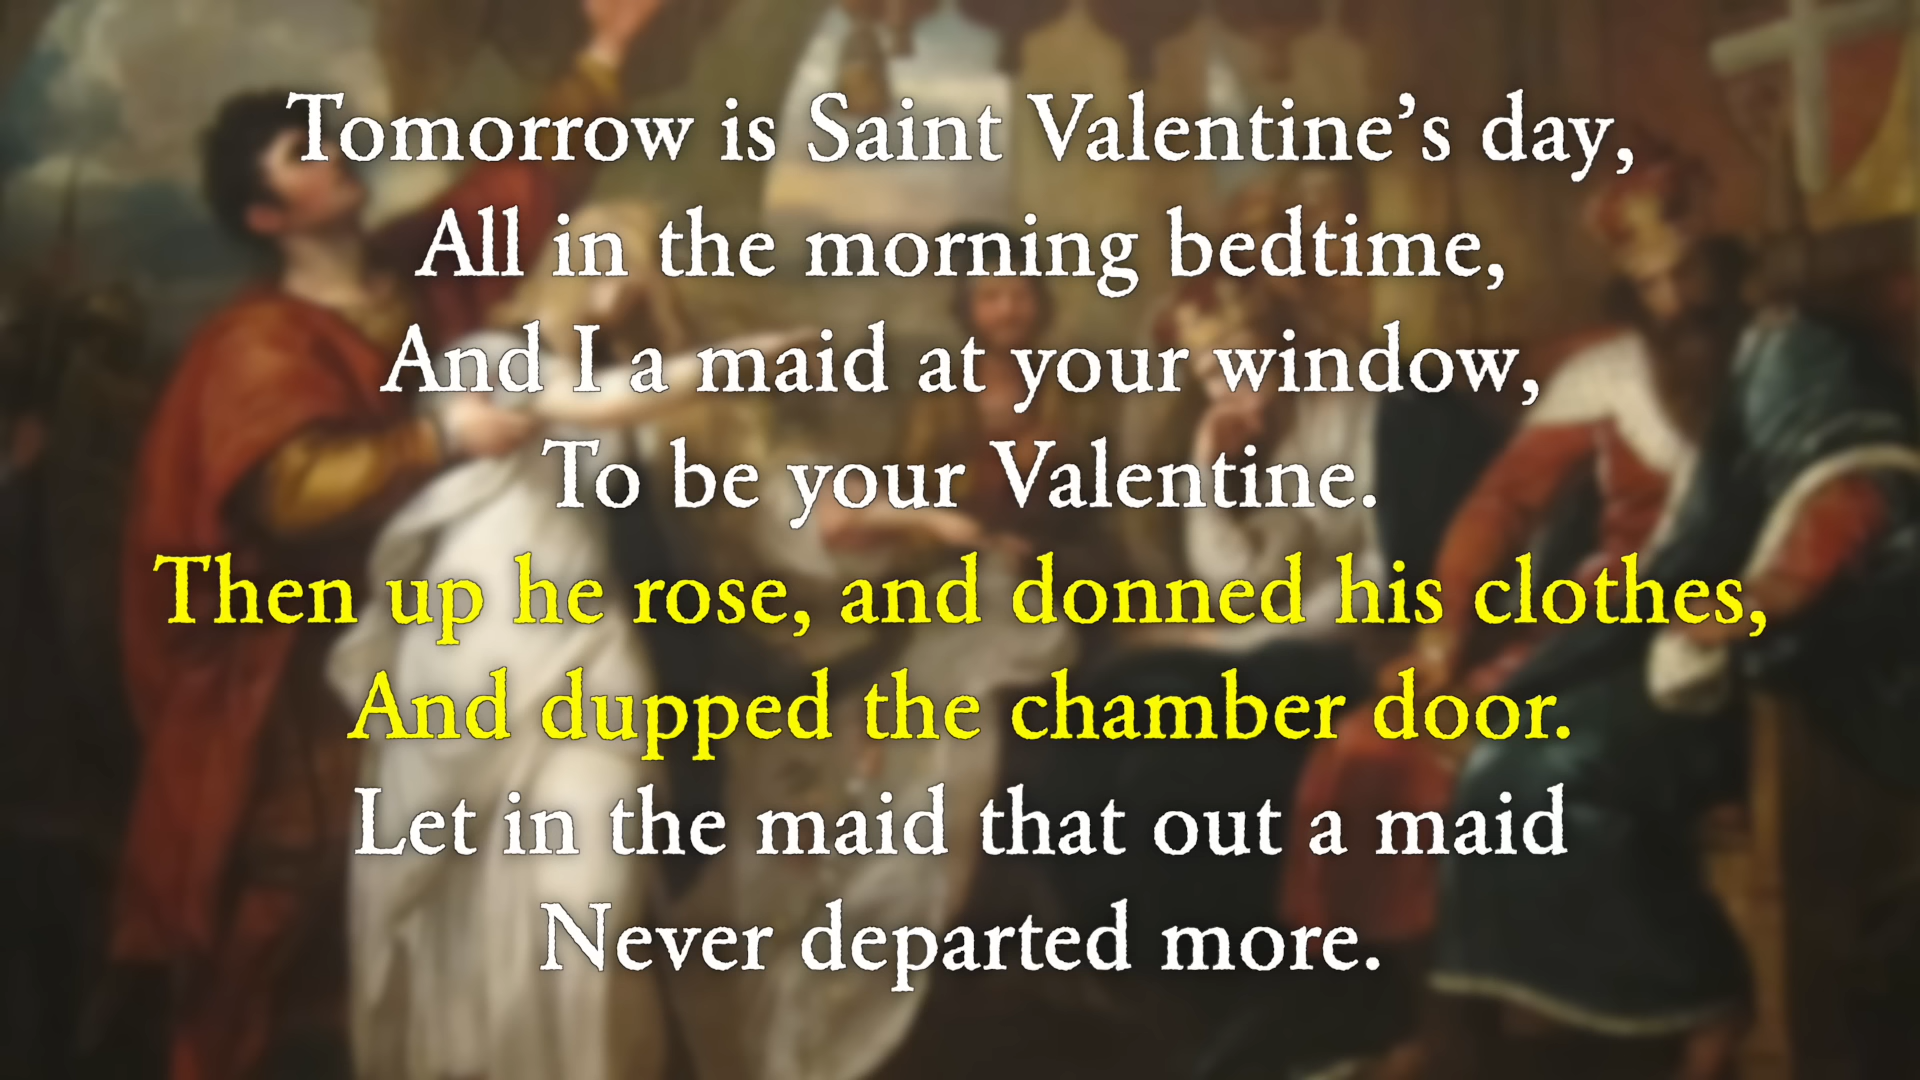 Tomorrow is Saint Valentine’s day,
All in the morning bedtime,
And I a maid at your window,
To be your Valentine.
Then up he rose, and donned his clothes,
And dupped the chamber door.
Let in the maid that out a maid
Never departed more.